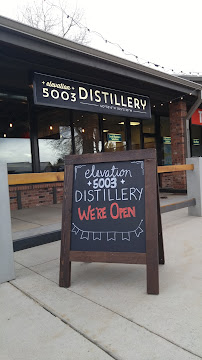 elevation
5003 DISTILLERY
elevation
5003
DISTILLERY
WE'RE OPEN